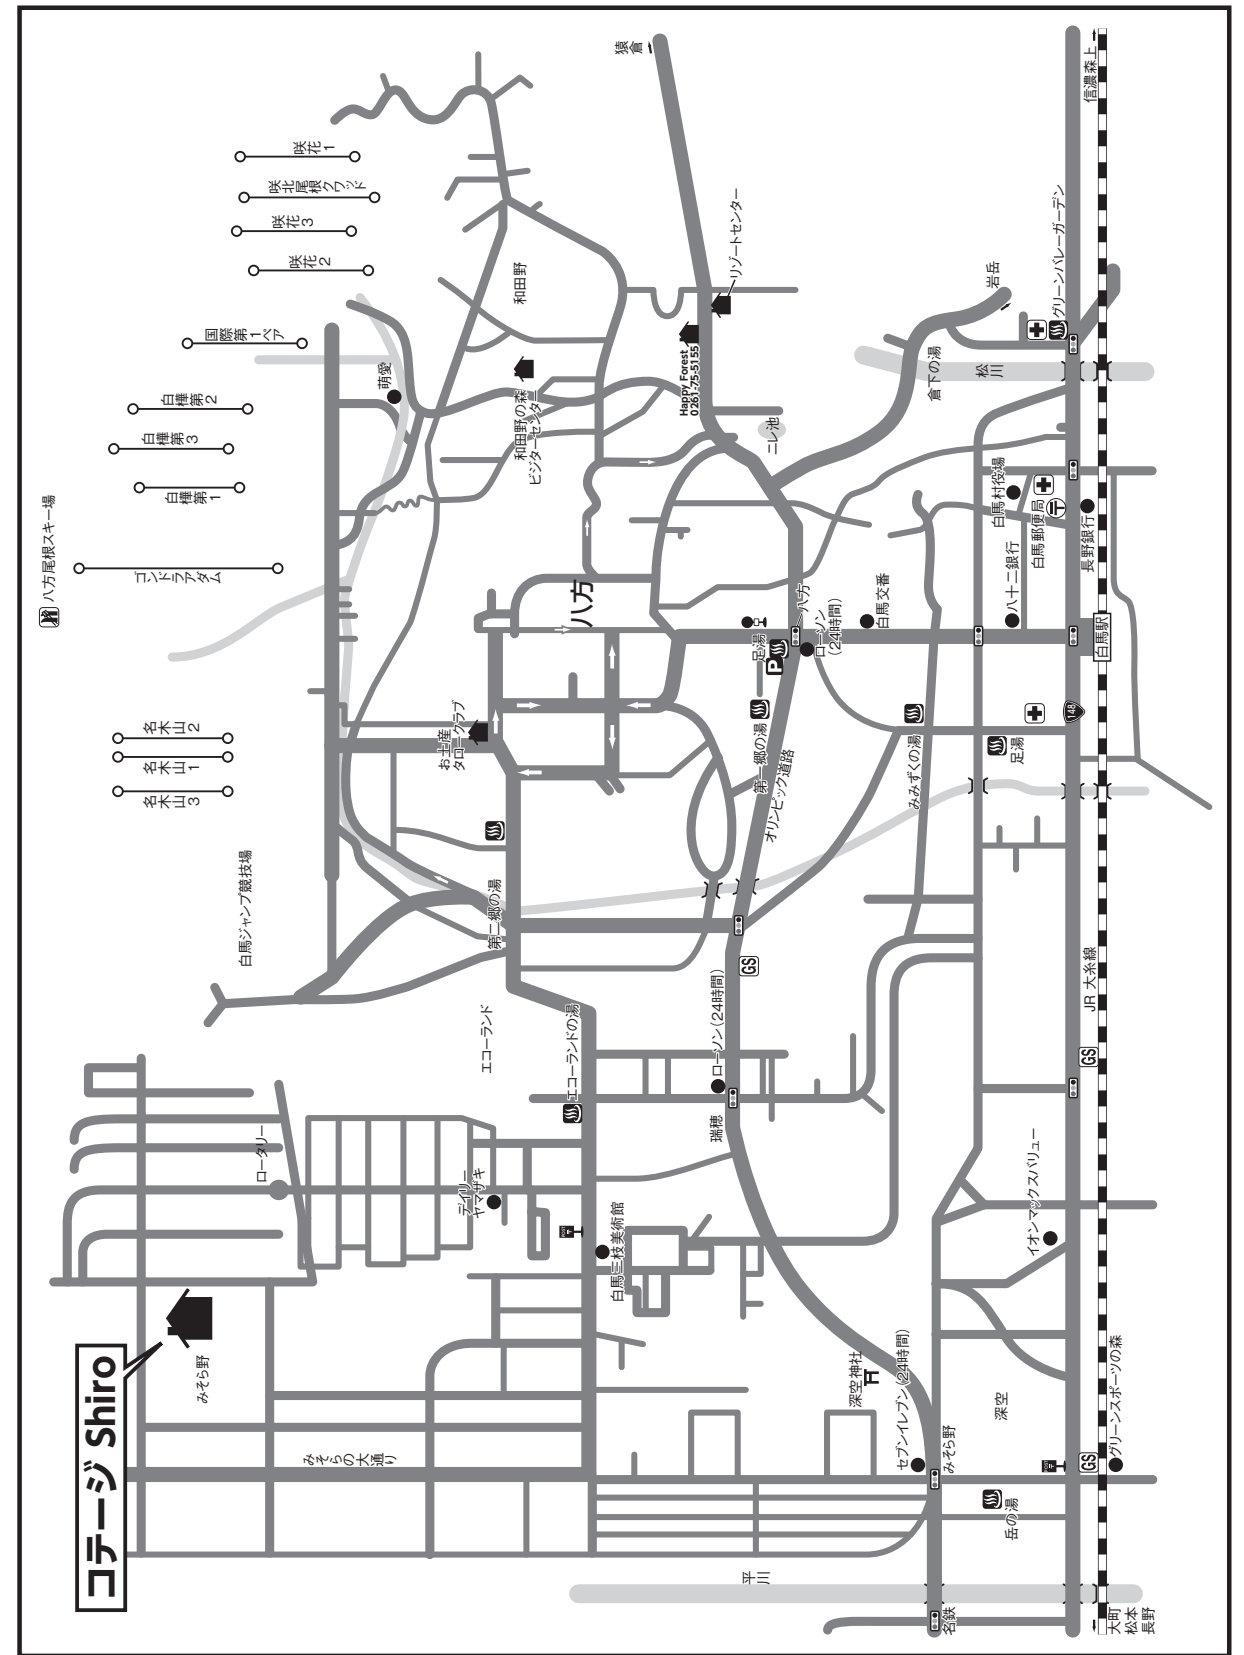 コテージ Shiro
みそら野
みそらの大通り
ロータリー
デイリー
ヤマザキ
エコーランド
エコーランドの湯
白馬三枝美術館
瑞穂
ローソン(24時間)
GS
深空神社
セブンイレブン(24時間)
みそら野
深空
岳の湯
GS
グリーンスポーツの森
平川
名鉄
大町
松本
長野
イオンマックスバリュー
GS
JR 大糸線
白馬ジャンプ競技場
第二郷の湯
名木山3
名木山1
名木山2
お土産
タロークラブ
第一郷の湯
オリンピック道路
みみずくの湯
足湯
148
足湯
P
八方
ローソン
(24時間)
白馬交番
八十二銀行
白馬駅
長野銀行
白馬郵便局
白馬村役場
八方
八方尾根スキー場
ゴンドラアダム
白樺第1
白樺第3
白樺第2
国際第1ペア
咲花2
咲花3
咲北尾根クワッド
咲花1
萌愛
和田野の森
ビジターセンター
和田野
Happy Forest
0261-75-5155
リゾートセンター
ニレ池
猿倉
倉下の湯
松川
岩岳
グリーンバレーガーデン
信濃森上